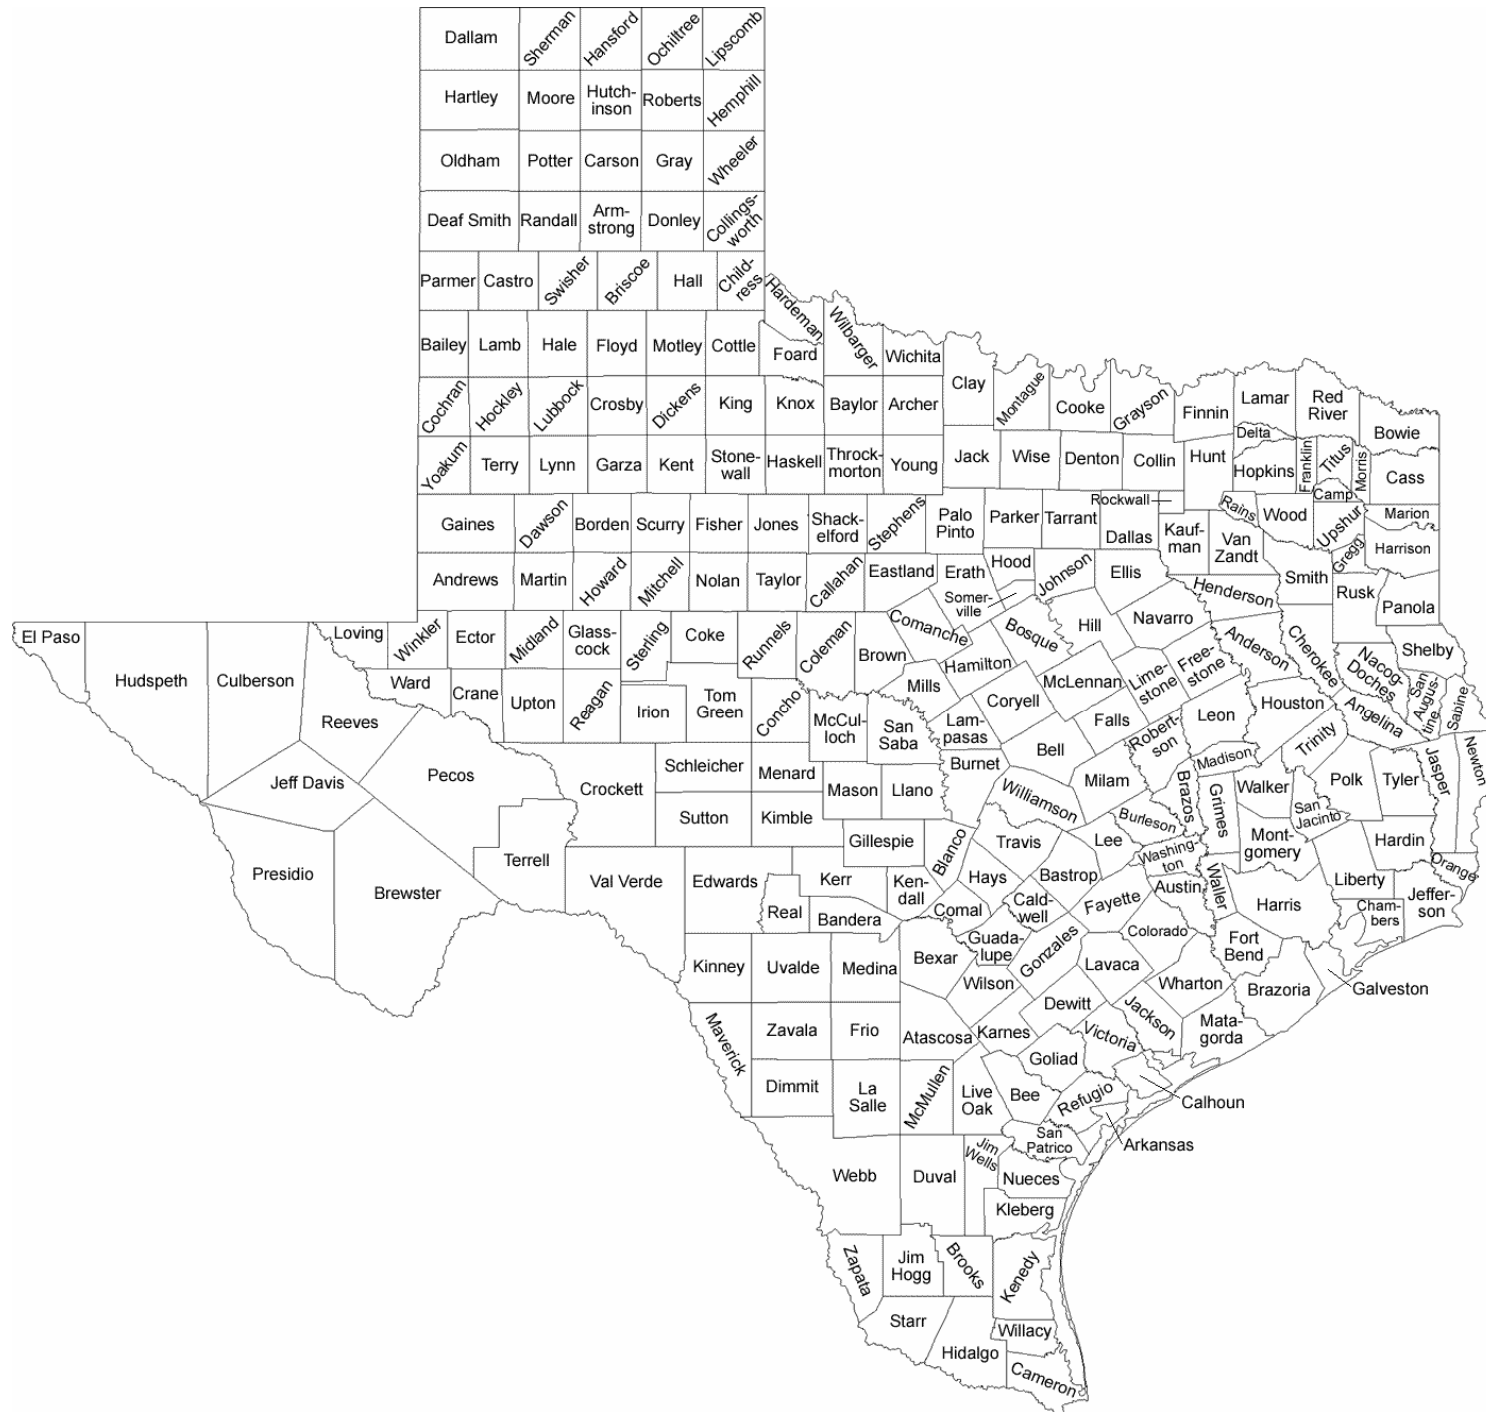 Dallam
Sherman
Hansford
Ochiltree
Lipscomb
Hartley
Moore
Hutch-
inson
Roberts
Hemphill
Oldham
Potter
Carson
Gray
Wheeler
Deaf Smith
Randall
Arm-
strong
Donley
Collings-
worth
Parmer
Castro
Swisher
Briscoe
Hall
Child-
ress
Hardeman
Bailey
Lamb
Hale
Floyd
Motley
Cottle
Foard
Wilbarger
Wichita
Clay
Montague
Cooke
Grayson
Finnin
Lamar
Red
River
Bowie
Cochran
Hockley
Lubbock
Crosby
Dickens
King
Knox
Baylor
Archer
Delta
Yoakum
Terry
Lynn
Garza
Kent
Stone-
wall
Haskell
Throck-
morton
Young
Jack
Wise
Denton
Collin
Hunt
Hopkins
Franklin
Titus
Morris
Cass
Camp
Rockwall
Rains
Wood
Upshur
Marion
Gaines
Dawson
Borden
Scurry
Fisher
Jones
Shack-
elford
Stephens
Palo
Pinto
Parker
Tarrant
Dallas
Kauf-
man
Van
Zandt
Gregg
Harrison
Andrews
Martin
Howard
Mitchell
Nolan
Taylor
Callahan
Eastland
Erath
Hood
Somer-
ville
Johnson
Ellis
Henderson
Smith
Rusk
Panola
El Paso
Hudspeth
Culberson
Loving
Winkler
Ector
Midland
Glass-
cock
Sterling
Coke
Runnels
Coleman
Brown
Comanche
Hamilton
Bosque
Hill
Navarro
Anderson
Cherokee
Nacog-
Doches
Shelby
San
Augus-
tine
Sabine
Reeves
Ward
Crane
Upton
Reagan
Irion
Tom
Green
Concho
McCul-
loch
San
Saba
Mills
Lam-
pasas
Coryell
McLennan
Lime-
stone
Free-
stone
Falls
Leon
Houston
Angelina
Jeff Davis
Pecos
Crockett
Schleicher
Menard
Mason
Llano
Burnet
Bell
Milam
Robert-
son
Madison
Trinity
Polk
Tyler
Jasper
Newton
Sutton
Kimble
Gillespie
Blanco
Williamson
Travis
Lee
Burleson
Brazos
Grimes
Walker
San
Jacinto
Mont-
gomery
Hardin
Orange
Presidio
Brewster
Terrell
Val Verde
Edwards
Kerr
Real
Bandera
Ken-
dall
Hays
Comal
Bastrop
Cald-
well
Fayette
Washing-
ton
Austin
Waller
Harris
Liberty
Cham-
bers
Jeffer-
son
Kinney
Uvalde
Medina
Bexar
Guada-
lupe
Gonzales
Wilson
Lavaca
Colorado
Fort
Bend
Wharton
Brazoria
Galveston
Maverick
Zavala
Frio
Atascosa
Karnes
Dewitt
Jackson
Mata-
gorda
Victoria
Goliad
Calhoun
Dimmit
La
Salle
McMullen
Live
Oak
Bee
Refugio
San
Patrico
Arkansas
Webb
Duval
Jim
Wells
Nueces
Kleberg
Zapata
Jim
Hogg
Brooks
Kenedy
Starr
Hidalgo
Willacy
Cameron